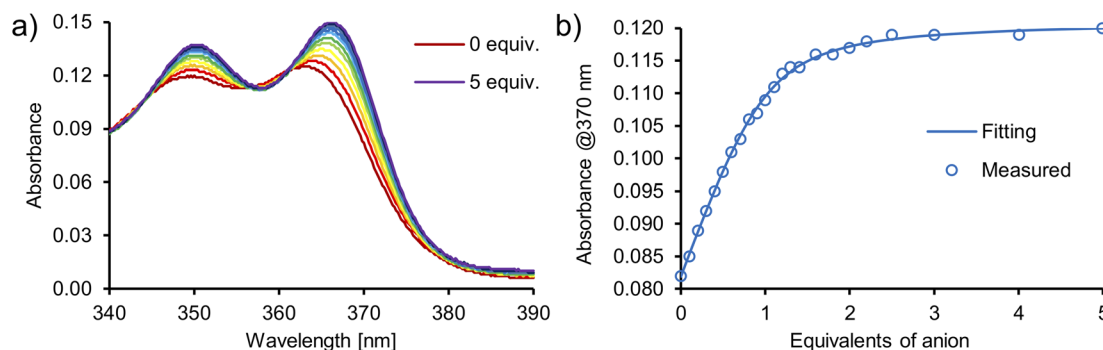 a)
Absorbance
0.15
0.12
0.09
0.06
0.03
0.00
340
350
360
370
380
390
Wavelength [nm]
0 equiv.
5 equiv.
b)
Absorbance @370 nm
0.120
0.115
0.110
0.105
0.100
0.095
0.090
0.085
0.080
0
1
2
3
4
5
Equivalents of anion
Fitting
Measured